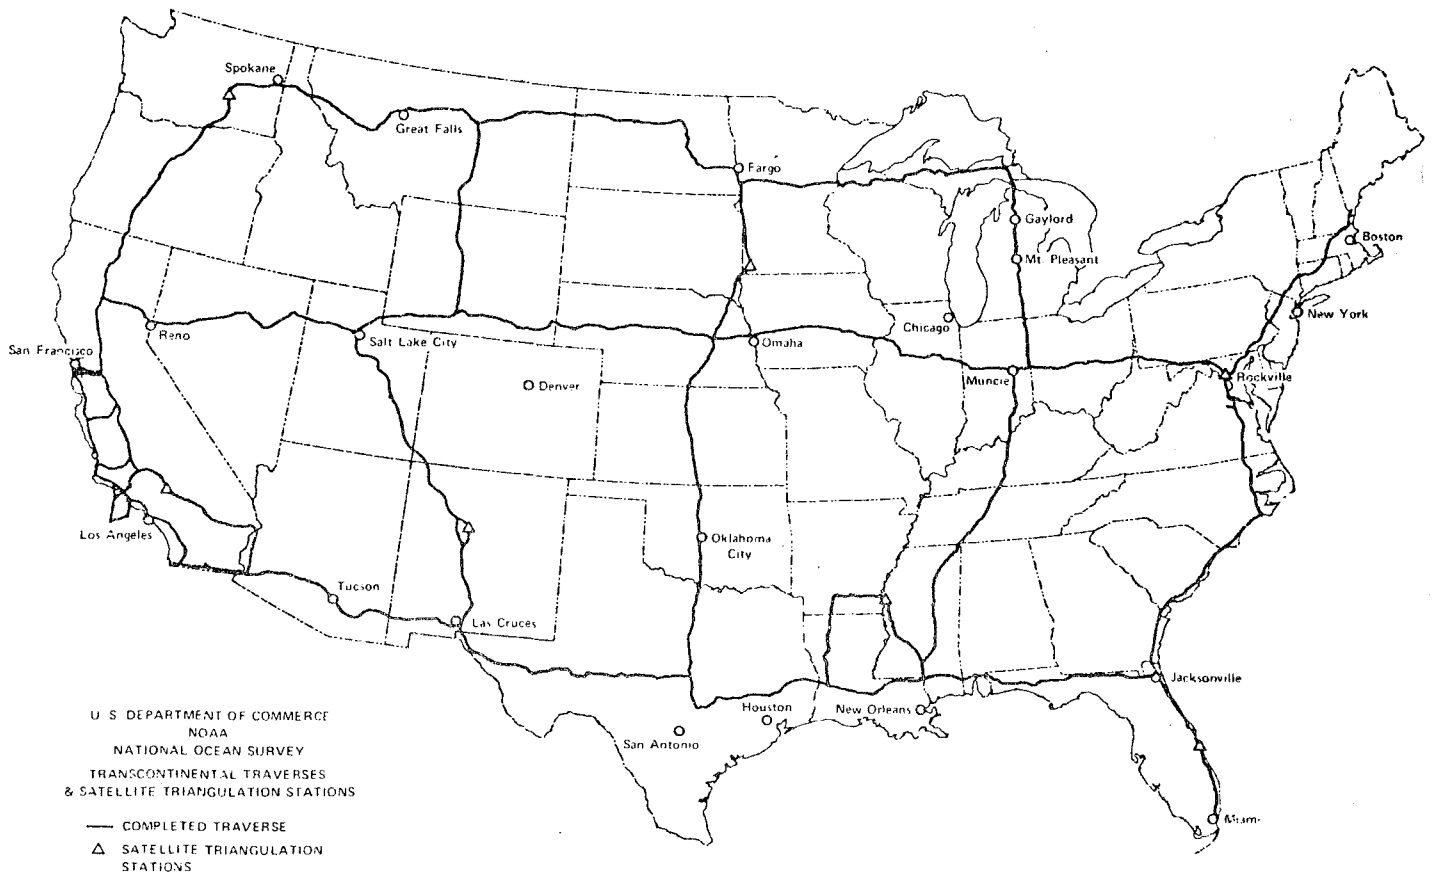 Spokane
Great Falls
Fargo
Gaylord
Mt. Pleasant
Boston
New York
Chicago
Reno
Salt Lake City
Omaha
San Francisco
Denver
Muncie
Rockville
Los Angeles
Oklahoma
City
Tucson
Las Cruces
Jacksonville
Houston
New Orleans
San Antonio
Miami
U S DEPARTMENT OF COMMERCE
NOAA
NATIONAL OCEAN SURVEY
TRANSCONTINENTAL TRAVERSES
& SATELLITE TRIANGULATION STATIONS
COMPLETED TRAVERSE
SATELLITE TRIANGULATION
STATIONS